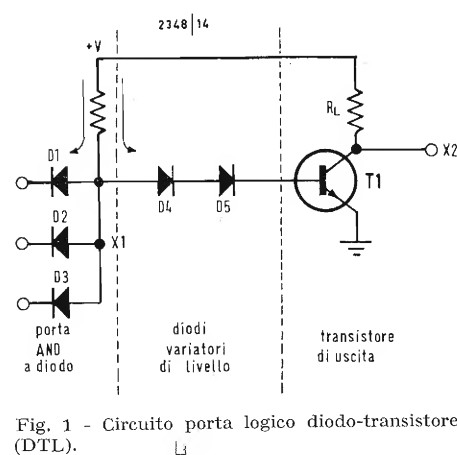 2348|14
+V
RL
D1
X2
T1
D4
D5
D2
X1
D3
porta
AND
a diodo
diodi
variatori
di livello
transistore
di uscita
Fig. 1 - Circuito porta logico diodo-transistore
(DTL).